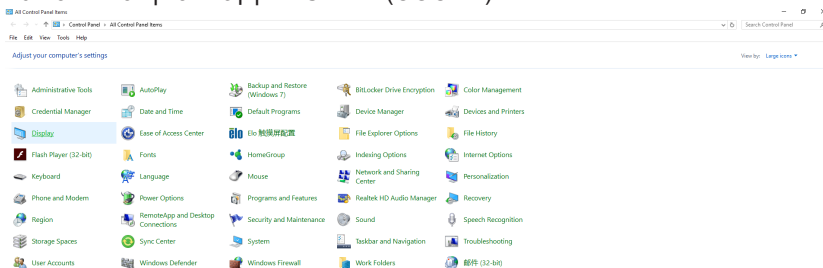 All Control Panel Items
Control Panel > All Control Panel Items
Search Control Panel
File Edit View Tools Help
Adjust your computer's settings
View by: Large icons
Administrative Tools
AutoPlay
Backup and Restore
(Windows 7)
BitLocker Drive Encryption
Color Management
Credential Manager
Date and Time
Default Programs
Device Manager
Devices and Printers
Display
Ease of Access Center
Elo 触摸屏配置
File Explorer Options
File History
Flash Player (32-bit)
Fonts
HomeGroup
Indexing Options
Internet Options
Keyboard
Language
Mouse
Network and Sharing
Center
Personalization
Phone and Modem
Power Options
Programs and Features
Realtek HD Audio Manager
Recovery
Region
RemoteApp and Desktop
Connections
Security and Maintenance
Sound
Speech Recognition
Storage Spaces
Sync Center
System
Taskbar and Navigation
Troubleshooting
User Accounts
Windows Defender
Windows Firewall
Work Folders
邮件 (32-bit)